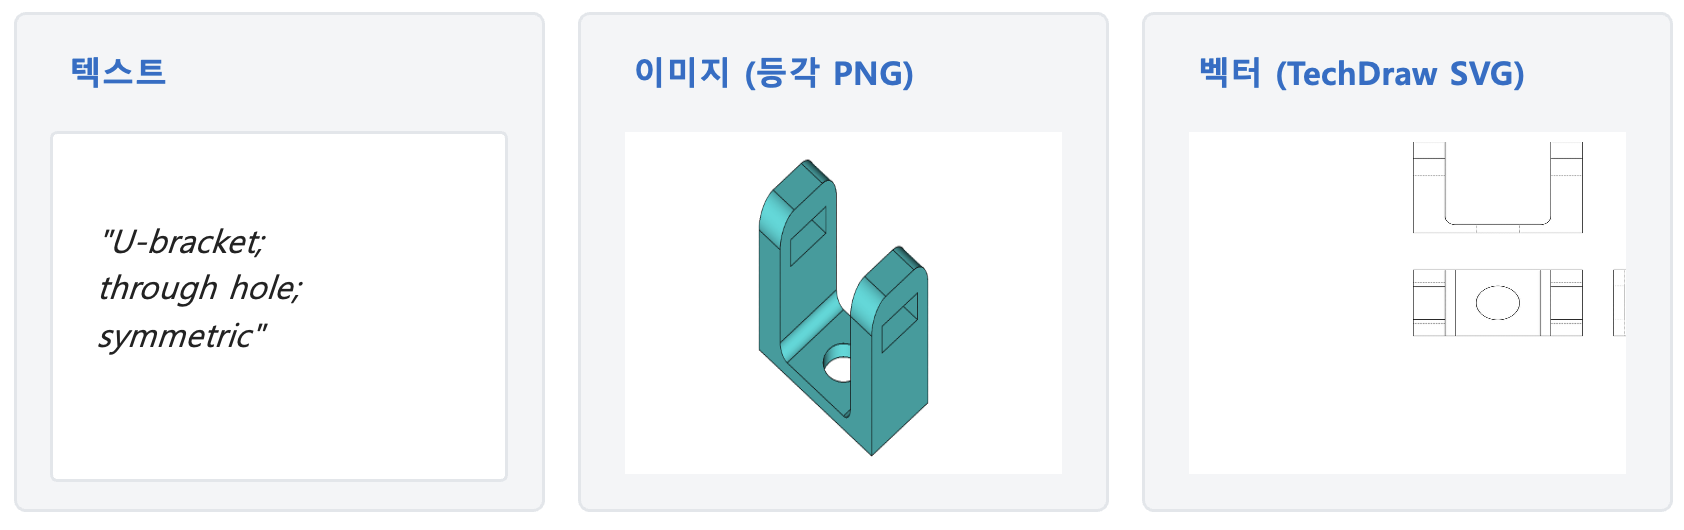 텍스트
"U-bracket;
through hole;
symmetric"
이미지 (등각 PNG)
벡터 (TechDraw SVG)